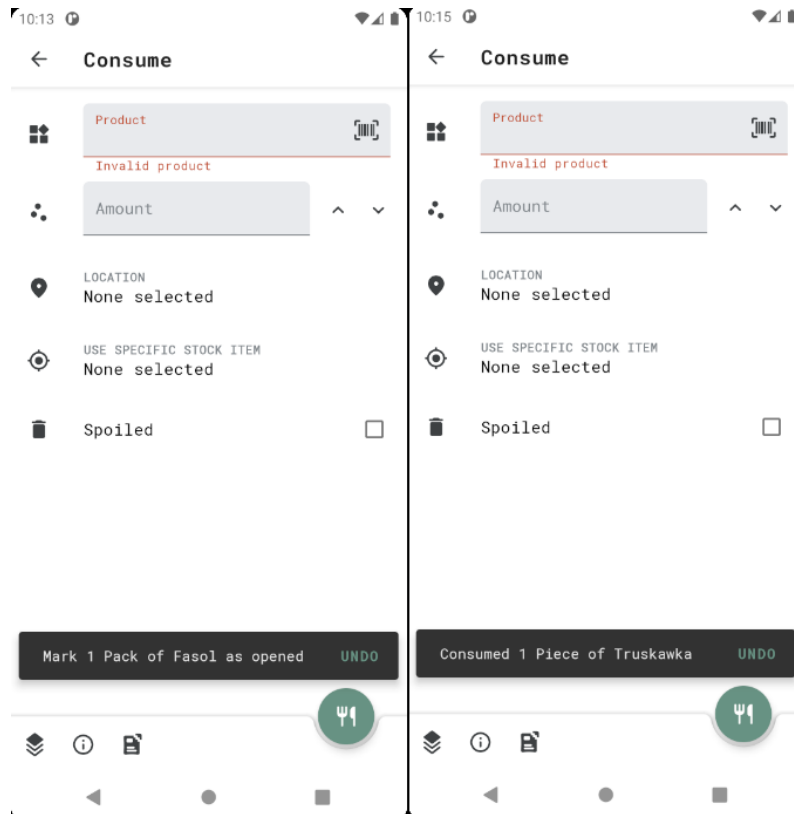 10:13
Consume
Product
Invalid product
Amount
LOCATION
None selected
USE SPECIFIC STOCK ITEM
None selected
Spoiled
Mark 1 Pack of Fasol as opened UNDO
10:15
Consume
Product
Invalid product
Amount
LOCATION
None selected
USE SPECIFIC STOCK ITEM
None selected
Spoiled
Consumed 1 Piece of Truskawka UNDO